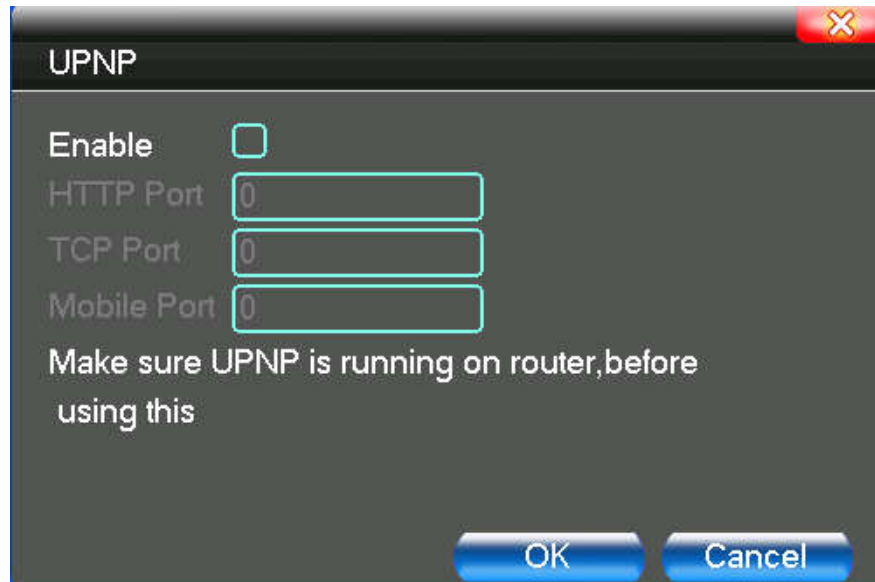 UPNP
Enable
HTTP Port 0
TCP Port 0
Mobile Port 0
Make sure UPNP is running on router,before
using this
OK Cancel